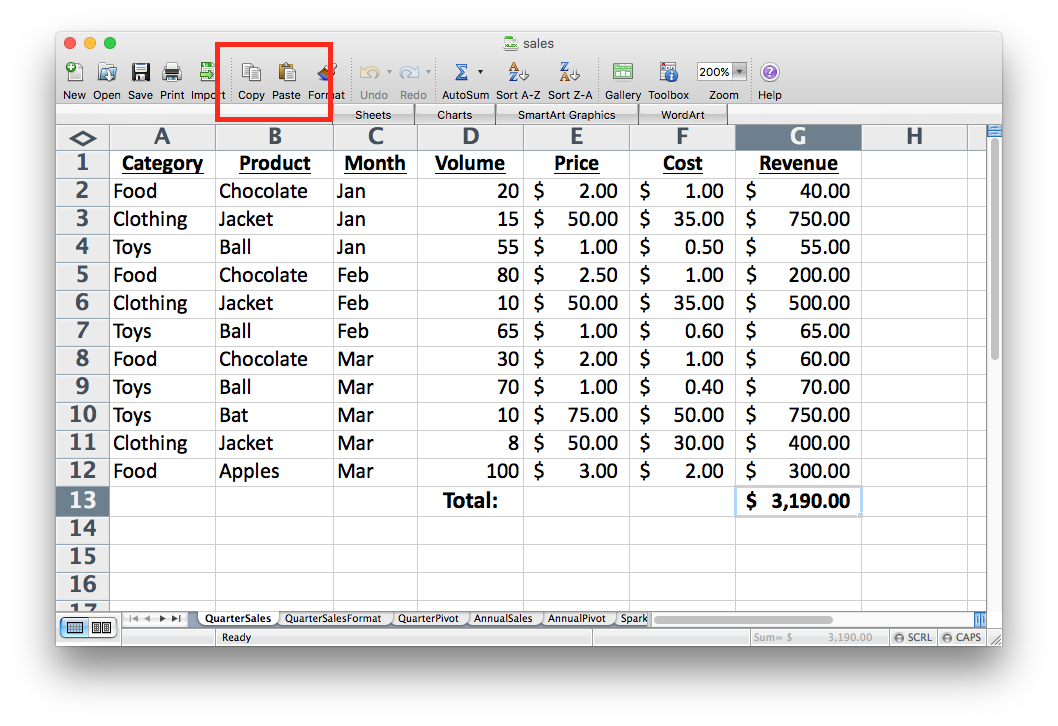 sales
New Open Save Print Import Copy Paste Format Undo Redo AutoSum Sort A-Z Sort Z-A Gallery Toolbox 200% Zoom Help
Sheets Charts SmartArt Graphics WordArt
A B C D E F G H
1 Category Product Month Volume Price Cost Revenue
2 Food Chocolate Jan 20 $ 2.00 $ 1.00 $ 40.00
3 Clothing Jacket Jan 15 $ 50.00 $ 35.00 $ 750.00
4 Toys Ball Jan 55 $ 1.00 $ 0.50 $ 55.00
5 Food Chocolate Feb 80 $ 2.50 $ 1.00 $ 200.00
6 Clothing Jacket Feb 10 $ 50.00 $ 35.00 $ 500.00
7 Toys Ball Feb 65 $ 1.00 $ 0.60 $ 65.00
8 Food Chocolate Mar 30 $ 2.00 $ 1.00 $ 60.00
9 Toys Ball Mar 70 $ 1.00 $ 0.40 $ 70.00
10 Toys Bat Mar 10 $ 75.00 $ 50.00 $ 750.00
11 Clothing Jacket Mar 8 $ 50.00 $ 30.00 $ 400.00
12 Food Apples Mar 100 $ 3.00 $ 2.00 $ 300.00
13 Total: $ 3,190.00
14
15
16
17
QuarterSales QuarterSalesFormat QuarterPivot AnnualSales AnnualPivot Spark
Ready Sum= $ 3,190.00 SCRL CAPS